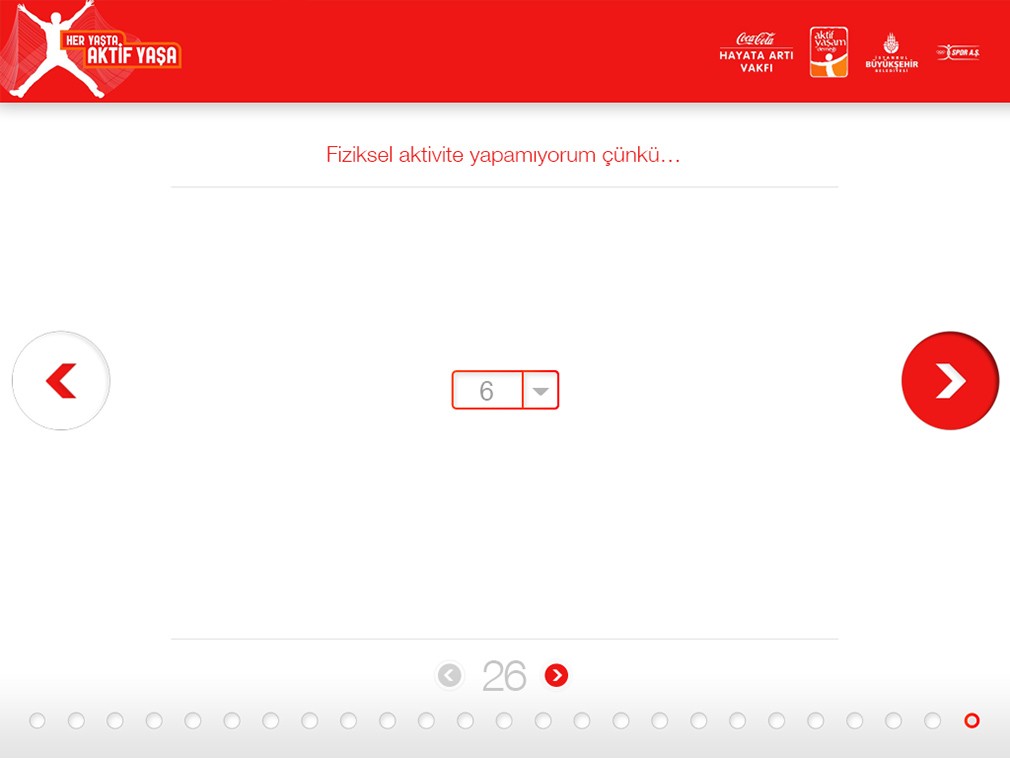 HER YAŞTA
AKTİF YAŞA
Coca-Cola
HAYATA ARTI
VAKFI
aktif
yaşam
derneği
İSTANBUL
BÜYÜKŞEHİR
BELEDİYESİ
SPOR A.Ş.
Fiziksel aktivite yapamıyorum çünkü...
6
26